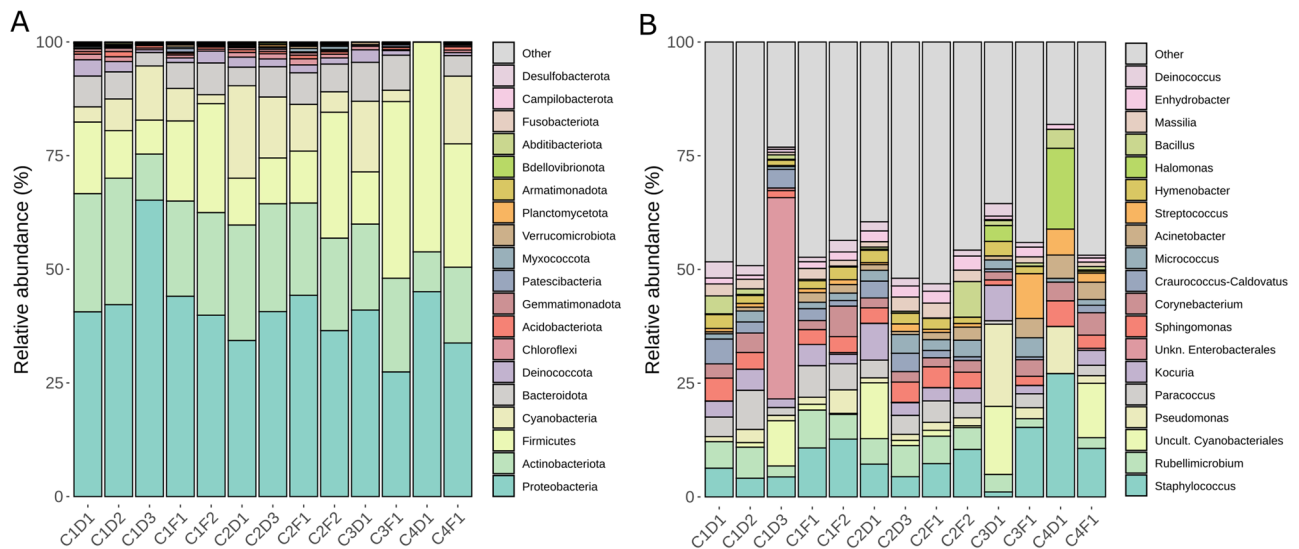 A
Relative abundance (%)
100
75
50
25
0
C1D1
C1D2
C1D3
C1F1
C1F2
C2D1
C2D3
C2F1
C2F2
C3D1
C3F1
C4D1
C4F1
Other
Desulfobacterota
Campilobacterota
Fusobacteriota
Abditibacteriota
Bdellovibrionota
Armatimonadota
Planctomycetota
Verrucomicrobiota
Myxococcota
Patescibacteria
Gemmatimonadota
Acidobacteriota
Chloroflexi
Deinococcota
Bacteroidota
Cyanobacteria
Firmicutes
Actinobacteriota
Proteobacteria
B
Relative abundance (%)
100
75
50
25
0
C1D1
C1D2
C1D3
C1F1
C1F2
C2D1
C2D3
C2F1
C2F2
C3D1
C3F1
C4D1
C4F1
Other
Deinococcus
Enhydrobacter
Massilia
Bacillus
Halomonas
Hymenobacter
Streptococcus
Acinetobacter
Micrococcus
Craurococcus-Caldovatus
Corynebacterium
Sphingomonas
Unkn. Enterobacterales
Kocuria
Paracoccus
Pseudomonas
Uncult. Cyanobacteriales
Rubellimicrobium
Staphylococcus